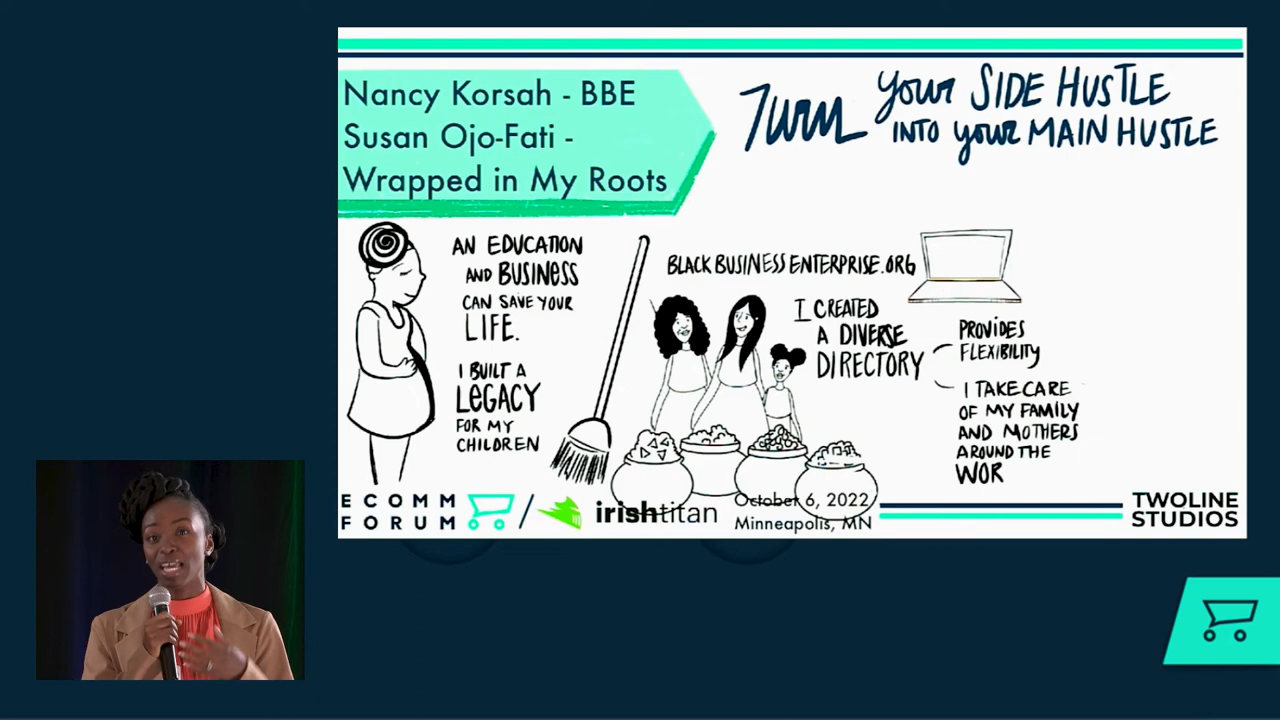 Nancy Korsah - BBE
Susan Ojo-Fati -
Wrapped in My Roots
Turn your SIDE HUSTLE
INTO your MAIN HUSTLE
AN EDUCATION
AND BUSINESS
CAN SAVE YOUR
LIFE.
I BUILT A
LEGACY
FOR MY
CHILDREN
BLACKBUSINESSENTERPRISE.ORG
I CREATED
A DIVERSE
DIRECTORY
PROVIDES
FLEXIBILITY
I TAKE CARE
OF MY FAMILY
AND MOTHERS
AROUND THE
WOR
ECOMM
FORUM
irishtitan
October 6, 2022
Minneapolis, MN
TWOLINE
STUDIOS